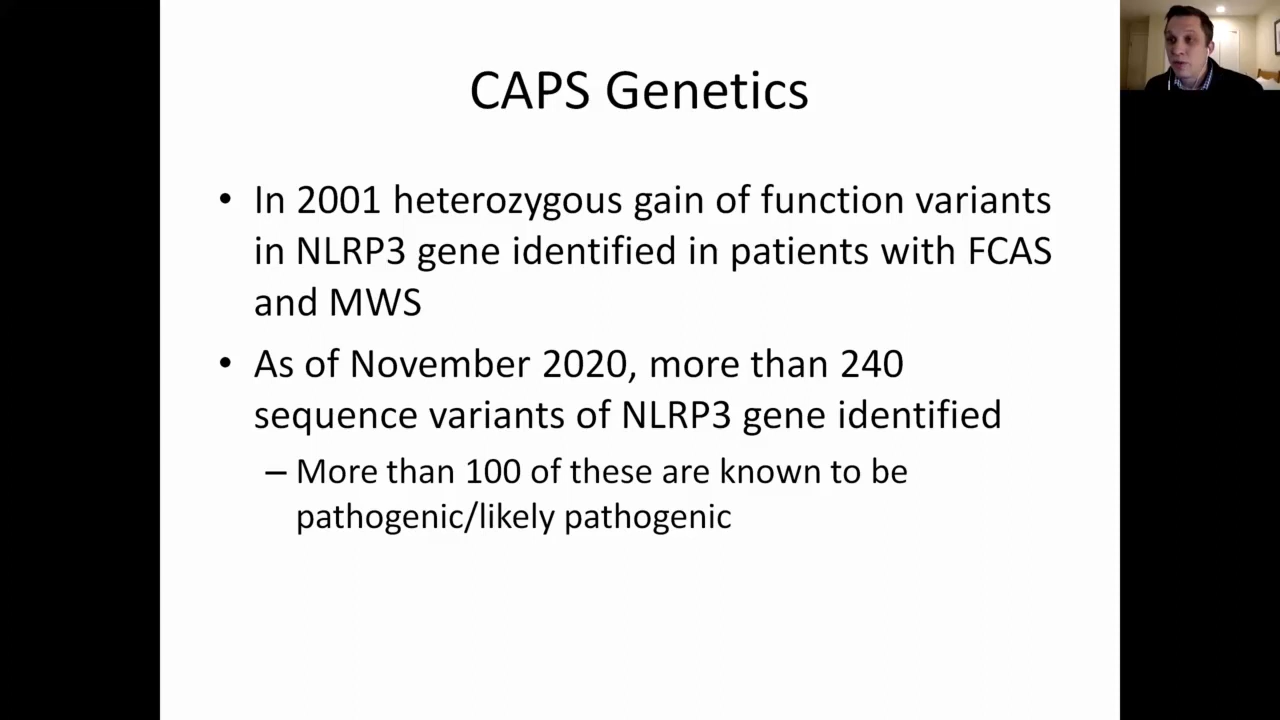 CAPS Genetics
• In 2001 heterozygous gain of function variants
in NLRP3 gene identified in patients with FCAS
and MWS
• As of November 2020, more than 240
sequence variants of NLRP3 gene identified
– More than 100 of these are known to be
pathogenic/likely pathogenic